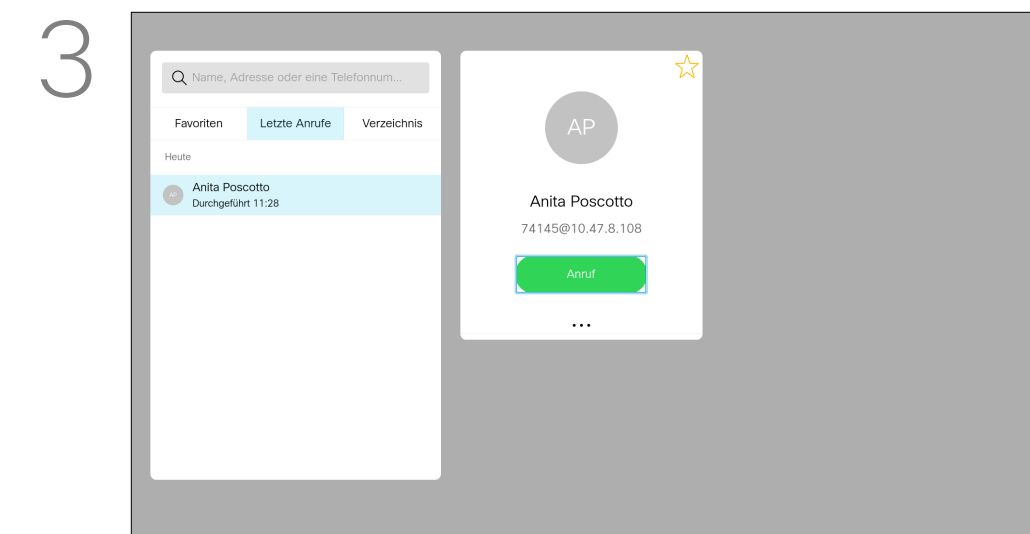 3
Name, Adresse oder eine Telefonnum...
Favoriten Letzte Anrufe Verzeichnis
Heute
AP
Anita Poscotto
Durchgeführt 11:28
AP
Anita Poscotto
74145@10.47.8.108
Anruf